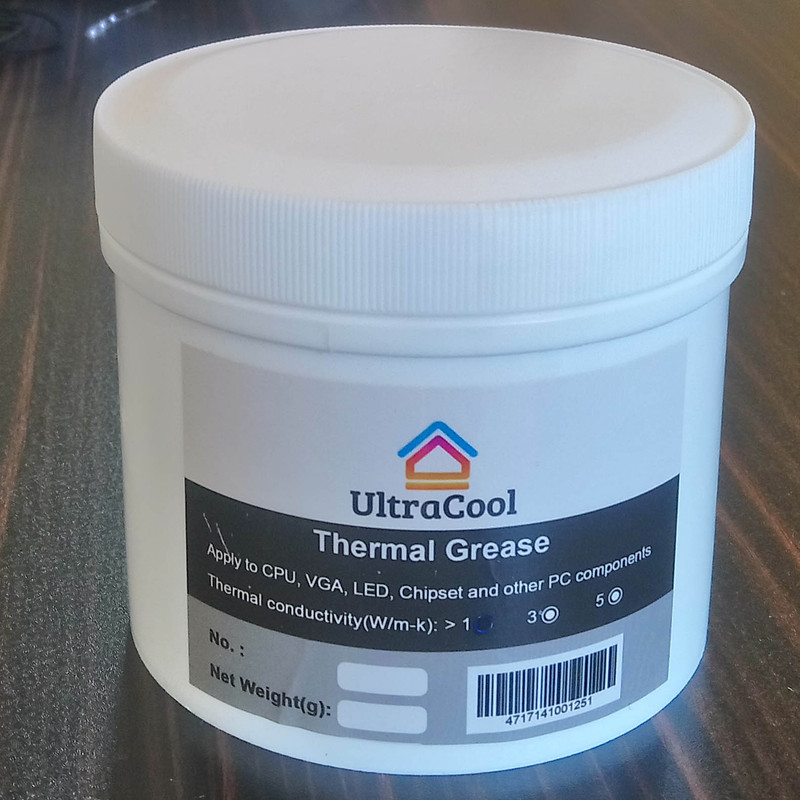 UltraCool
Thermal Grease
Apply to CPU, VGA, LED, Chipset and other PC components
Thermal conductivity(W/m-k): > 1 3 5
No. :
Net Weight(g):
4717141001251